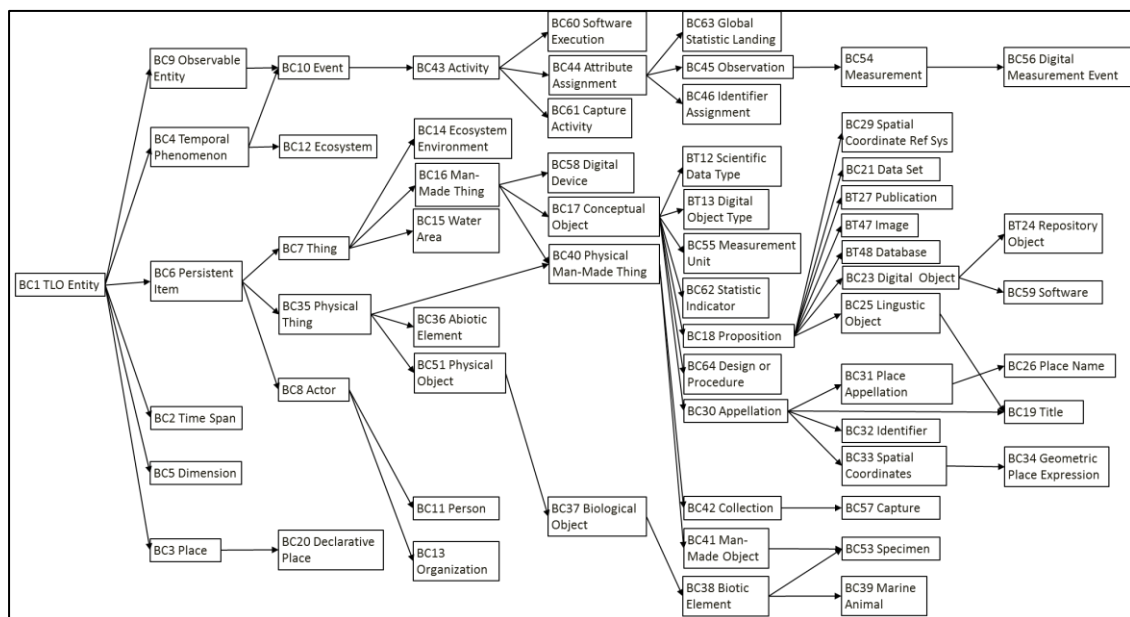 BC1 TLO Entity
BC9 Observable
Entity
BC4 Temporal
Phenomenon
BC6 Persistent
Item
BC2 Time Span
BC5 Dimension
BC3 Place
BC10 Event
BC12 Ecosystem
BC7 Thing
BC35 Physical
Thing
BC8 Actor
BC20 Declarative
Place
BC43 Activity
BC14 Ecosystem
Environment
BC16 Man-
Made Thing
BC15 Water
Area
BC36 Abiotic
Element
BC51 Physical
Object
BC11 Person
BC13
Organization
BC60 Software
Execution
BC44 Attribute
Assignment
BC61 Capture
Activity
BC58 Digital
Device
BC17 Conceptual
Object
BC40 Physical
Man-Made Thing
BC37 Biological
Object
BC63 Global
Statistic Landing
BC45 Observation
BC46 Identifier
Assignment
BT12 Scientific
Data Type
BT13 Digital
Object Type
BC55 Measurement
Unit
BC62 Statistic
Indicator
BC18 Proposition
BC64 Design or
Procedure
BC30 Appellation
BC42 Collection
BC41 Man-
Made Object
BC38 Biotic
Element
BC54
Measurement
BC29 Spatial
Coordinate Ref Sys
BC21 Data Set
BT27 Publication
BT47 Image
BT48 Database
BC23 Digital Object
BC25 Lingustic
Object
BC31 Place
Appellation
BC32 Identifier
BC33 Spatial
Coordinates
BC57 Capture
BC53 Specimen
BC39 Marine
Animal
BC56 Digital
Measurement Event
BT24 Repository
Object
BC59 Software
BC26 Place Name
BC19 Title
BC34 Geometric
Place Expression